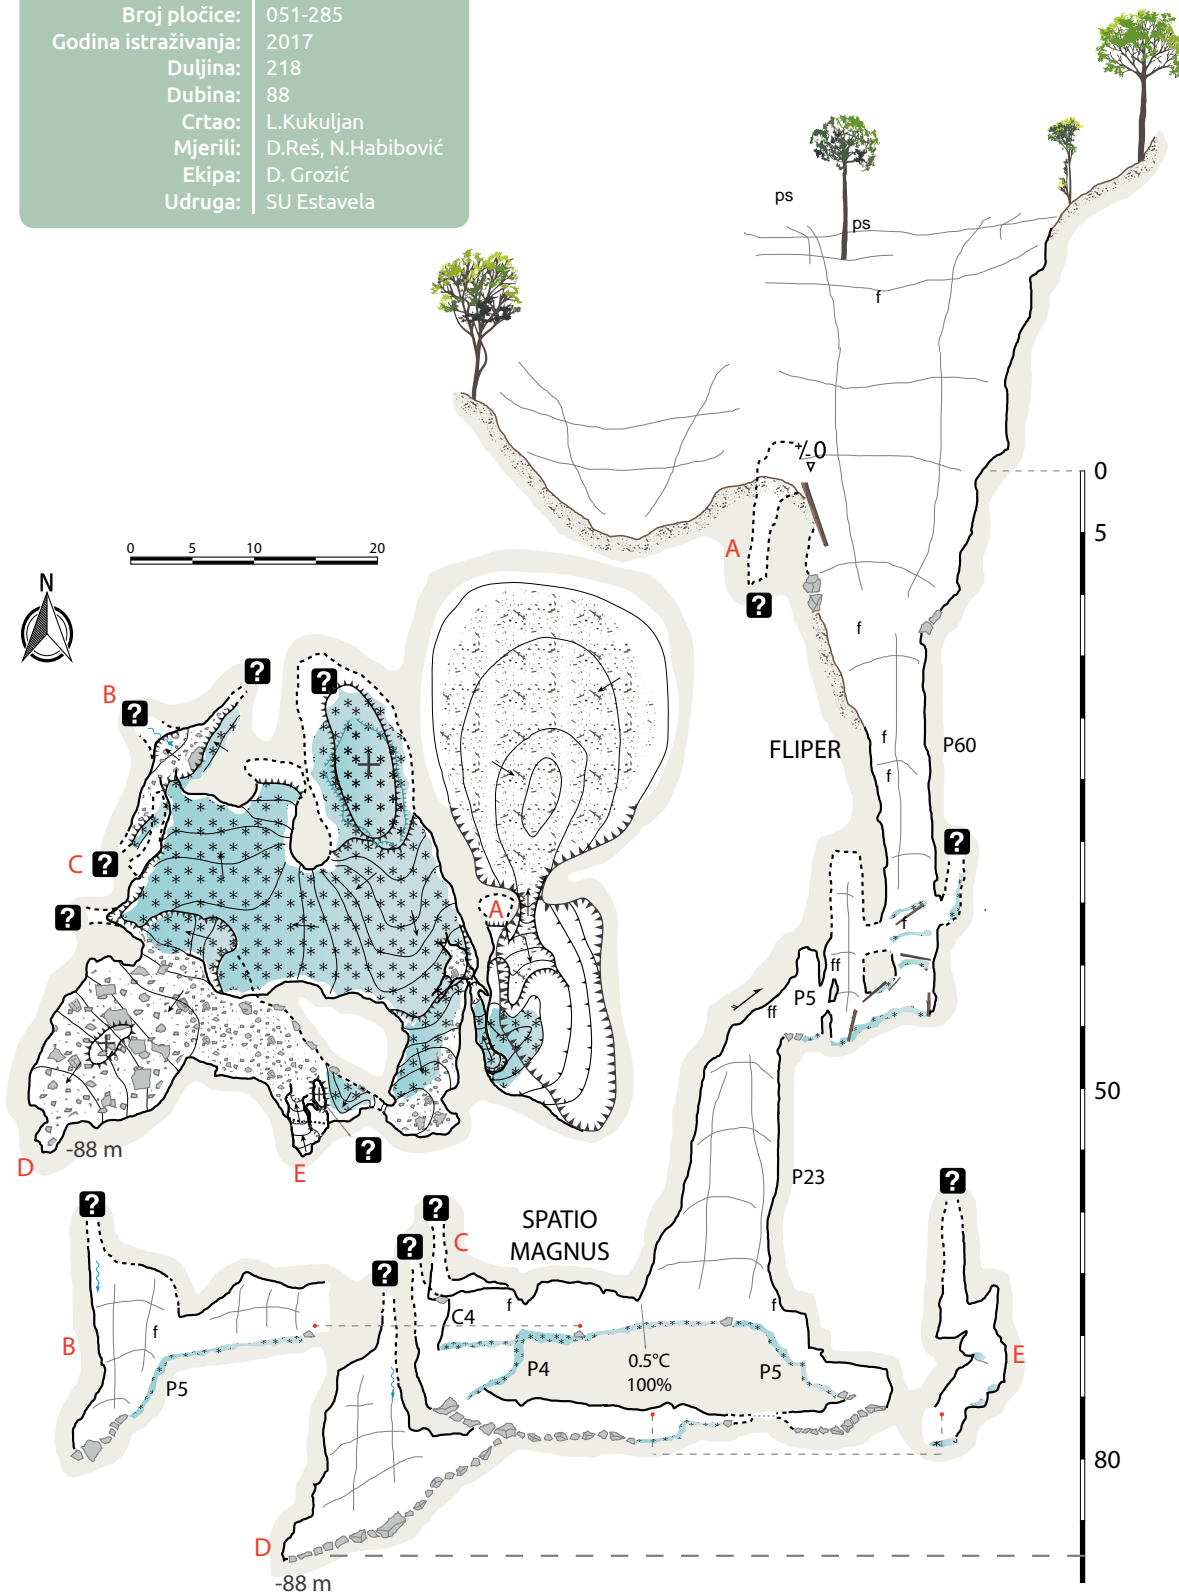 Broj pločice: 051-285
Godina istraživanja: 2017
Duljina: 218
Dubina: 88
Crtao: L.Kukuljan
Mjerili: D.Reš, N.Habibović
Ekipa: D. Grozić
Udruga: SU Estavela
ps
ps
f
+/-0
0
5
A
?
0 5 10 20
N
f
FLIPER
f
P60
f
?
?
?
B
?
C
?
?
A
f
ff
P5
ff
50
-88 m
D
E
?
P23
?
?
?
C
?
?
SPATIO
MAGNUS
f
C4
f
f
B
P5
P4
0.5°C
100%
P5
E
80
D
-88 m